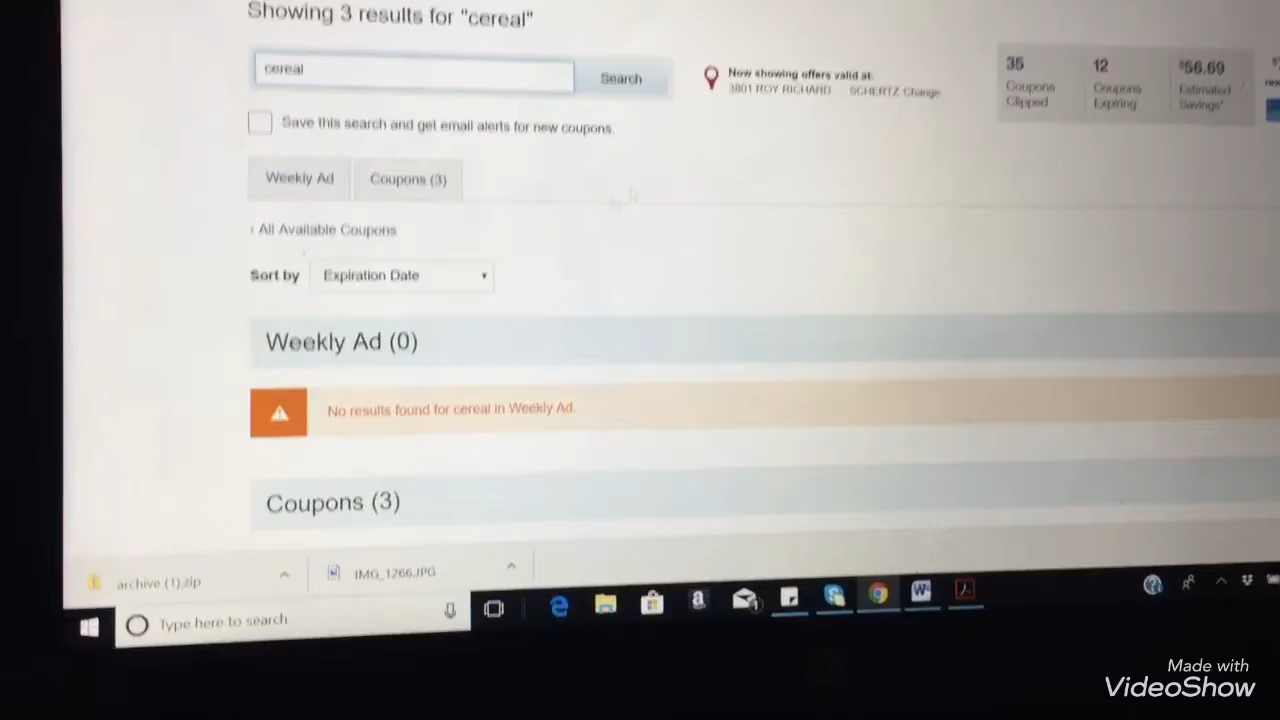 Showing 3 results for "cereal"
cereal
Search
Now showing offers valid at:
3801 ROY RICHARD SCHERTZ Change
35
Coupons
Clipped
12
Coupons
Expiring
$56.69
Estimated
Savings*
Save this search and get email alerts for new coupons.
Weekly Ad
Coupons (3)
‹ All Available Coupons
Sort by
Expiration Date
Weekly Ad (0)
No results found for cereal in Weekly Ad.
Coupons (3)
archive (1).zip
IMG_1266.JPG
Type here to search
Made with
VideoShow